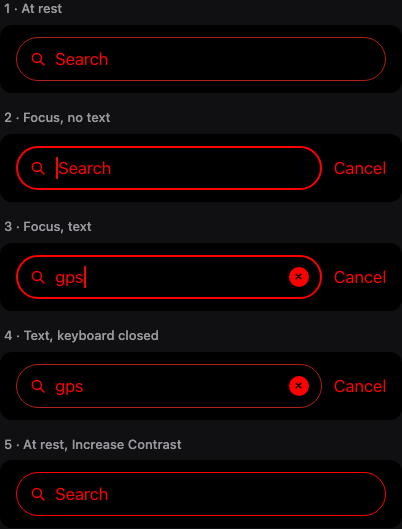 1 · At rest
Search
2 · Focus, no text
Search Cancel
3 · Focus, text
gps Cancel
4 · Text, keyboard closed
gps Cancel
5 · At rest, Increase Contrast
Search